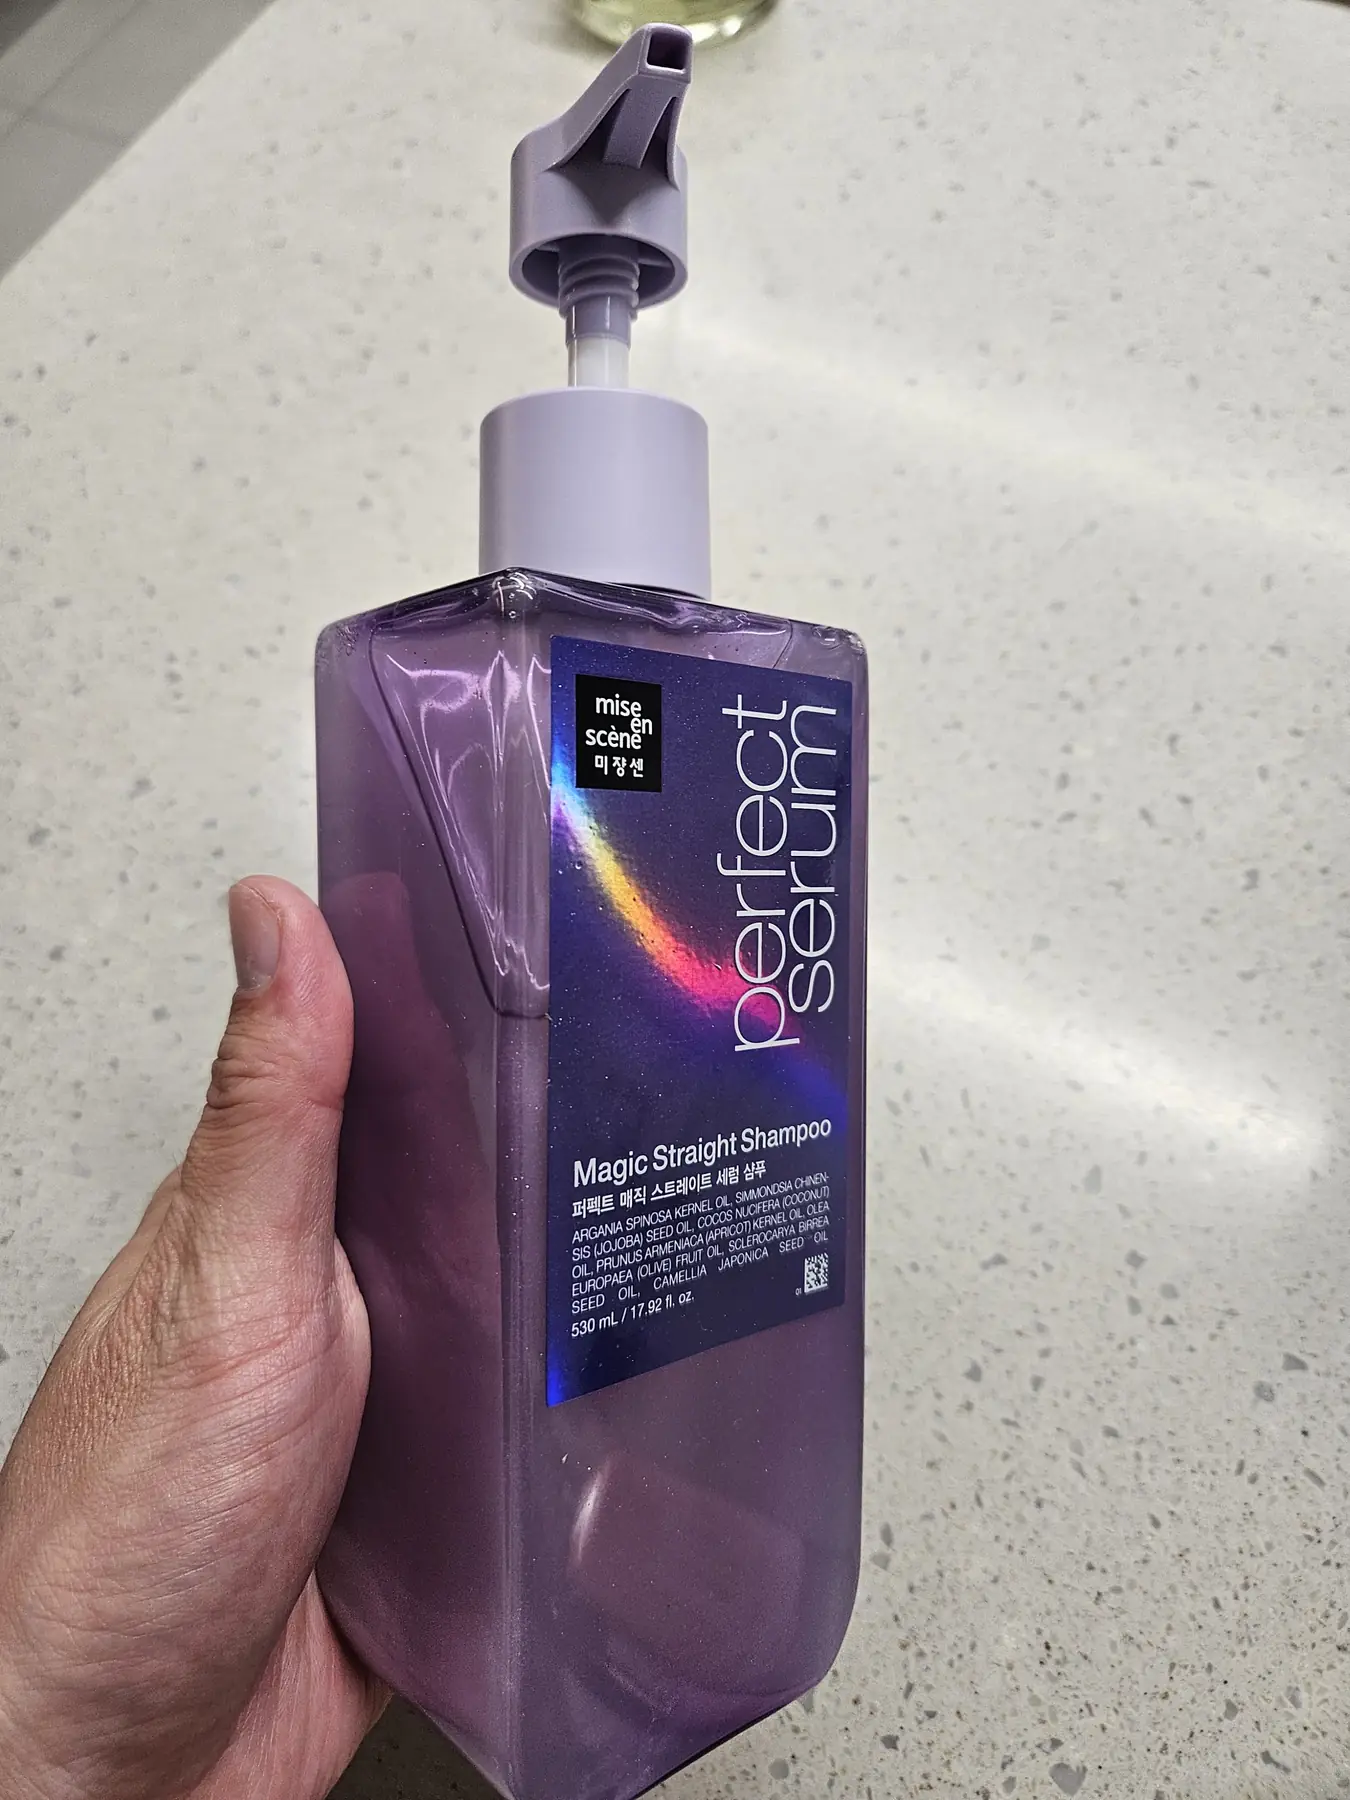 mise
en
scène
미쟝센
perfect
serum
Magic Straight Shampoo
퍼펙트 매직 스트레이트 세럼 샴푸
ARGANIA SPINOSA KERNEL OIL, SIMMONDSIA CHINEN-
SIS (JOJOBA) SEED OIL, COCOS NUCIFERA (COCONUT)
OIL, PRUNUS ARMENIACA (APRICOT) KERNEL OIL, OLEA
EUROPAEA (OLIVE) FRUIT OIL, SCLEROCARYA BIRREA
SEED OIL, CAMELLIA JAPONICA SEED OIL
530 mL / 17.92 fl. oz.
01